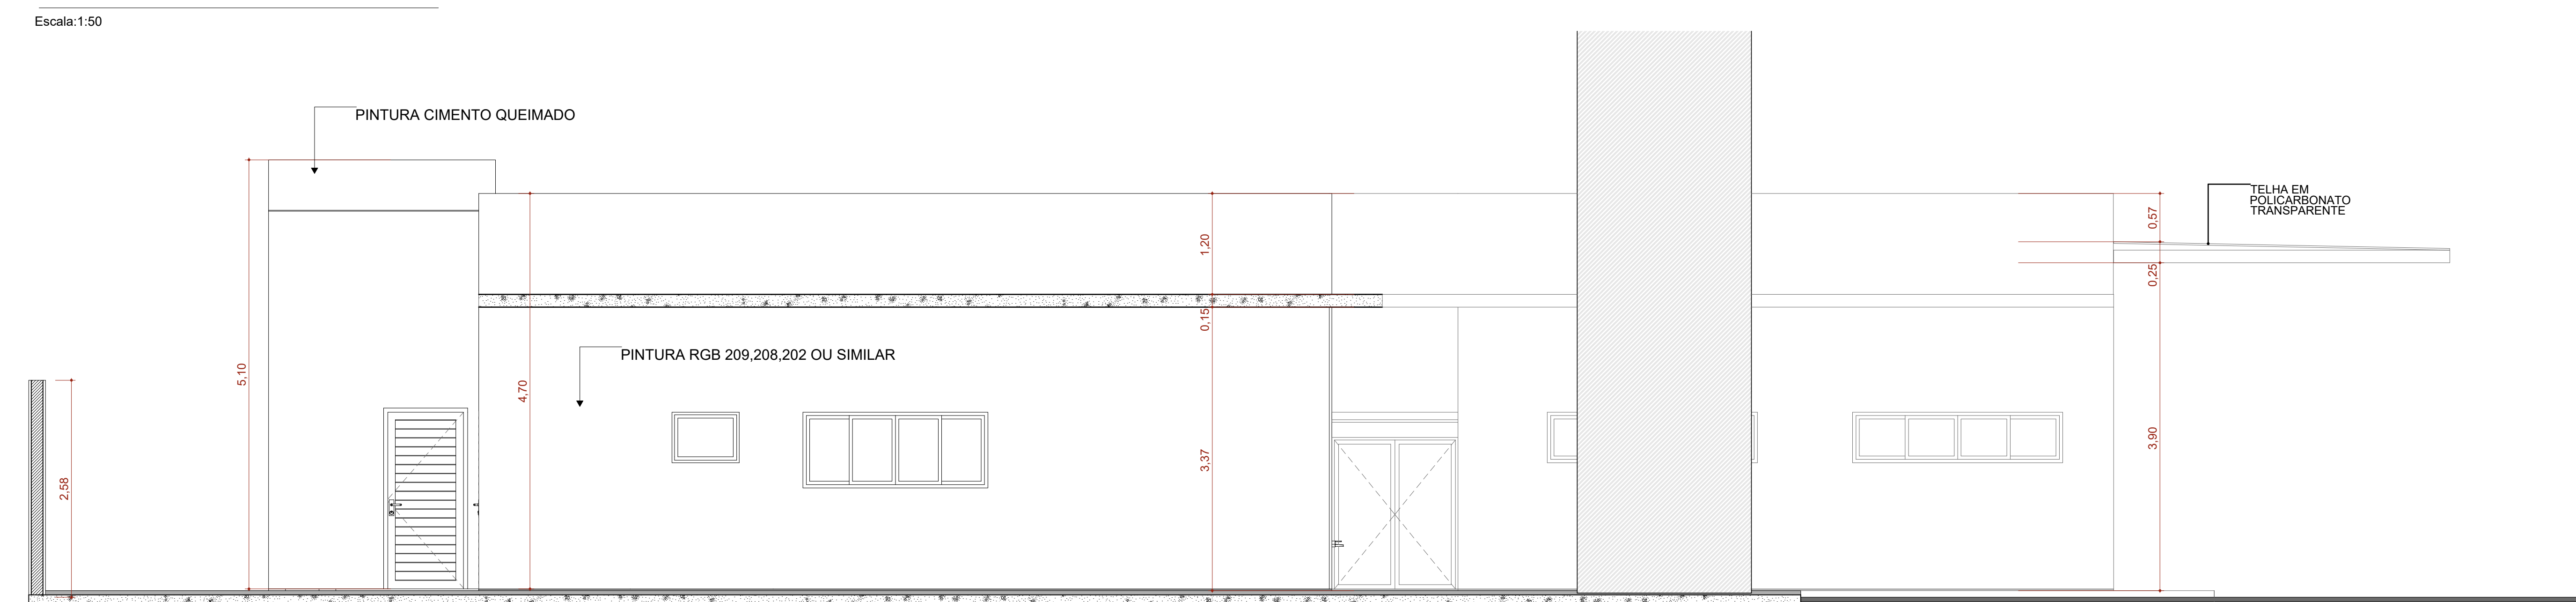 Escala:1:50
PINTURA CIMENTO QUEIMADO
TELHA EM
POLICARBONATO
TRANSPARENTE
0,57
1,20
0,25
0,15
PINTURA RGB 209,208,202 OU SIMILAR
5,10
4,70
3,90
3,37
2,58